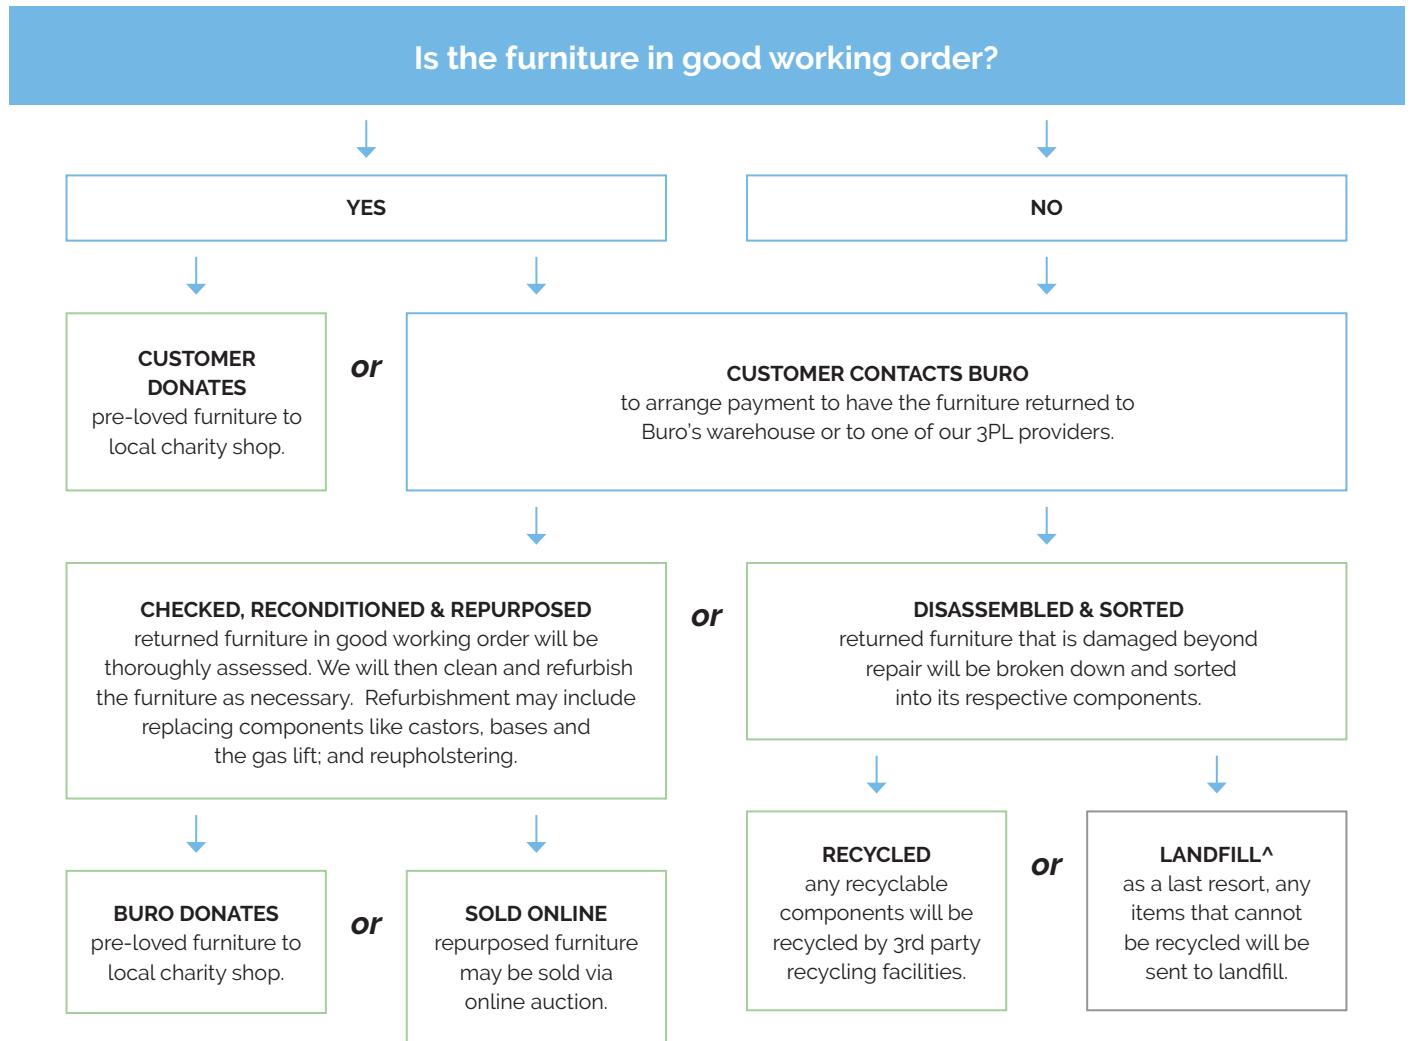 Is the furniture in good working order?
YES
NO
CUSTOMER
DONATES
pre-loved furniture to
local charity shop.
or
CUSTOMER CONTACTS BURO
to arrange payment to have the furniture returned to
Buro's warehouse or to one of our 3PL providers.
CHECKED, RECONDITIONED & REPURPOSED
returned furniture in good working order will be
thoroughly assessed. We will then clean and refurbish
the furniture as necessary.  Refurbishment may include
replacing components like castors, bases and
the gas lift; and reupholstering.
or
DISASSEMBLED & SORTED
returned furniture that is damaged beyond
repair will be broken down and sorted
into its respective components.
BURO DONATES
pre-loved furniture to
local charity shop.
or
SOLD ONLINE
repurposed furniture
may be sold via
online auction.
RECYCLED
any recyclable
components will be
recycled by 3rd party
recycling facilities.
or
LANDFILL^
as a last resort, any
items that cannot
be recycled will be
sent to landfill.